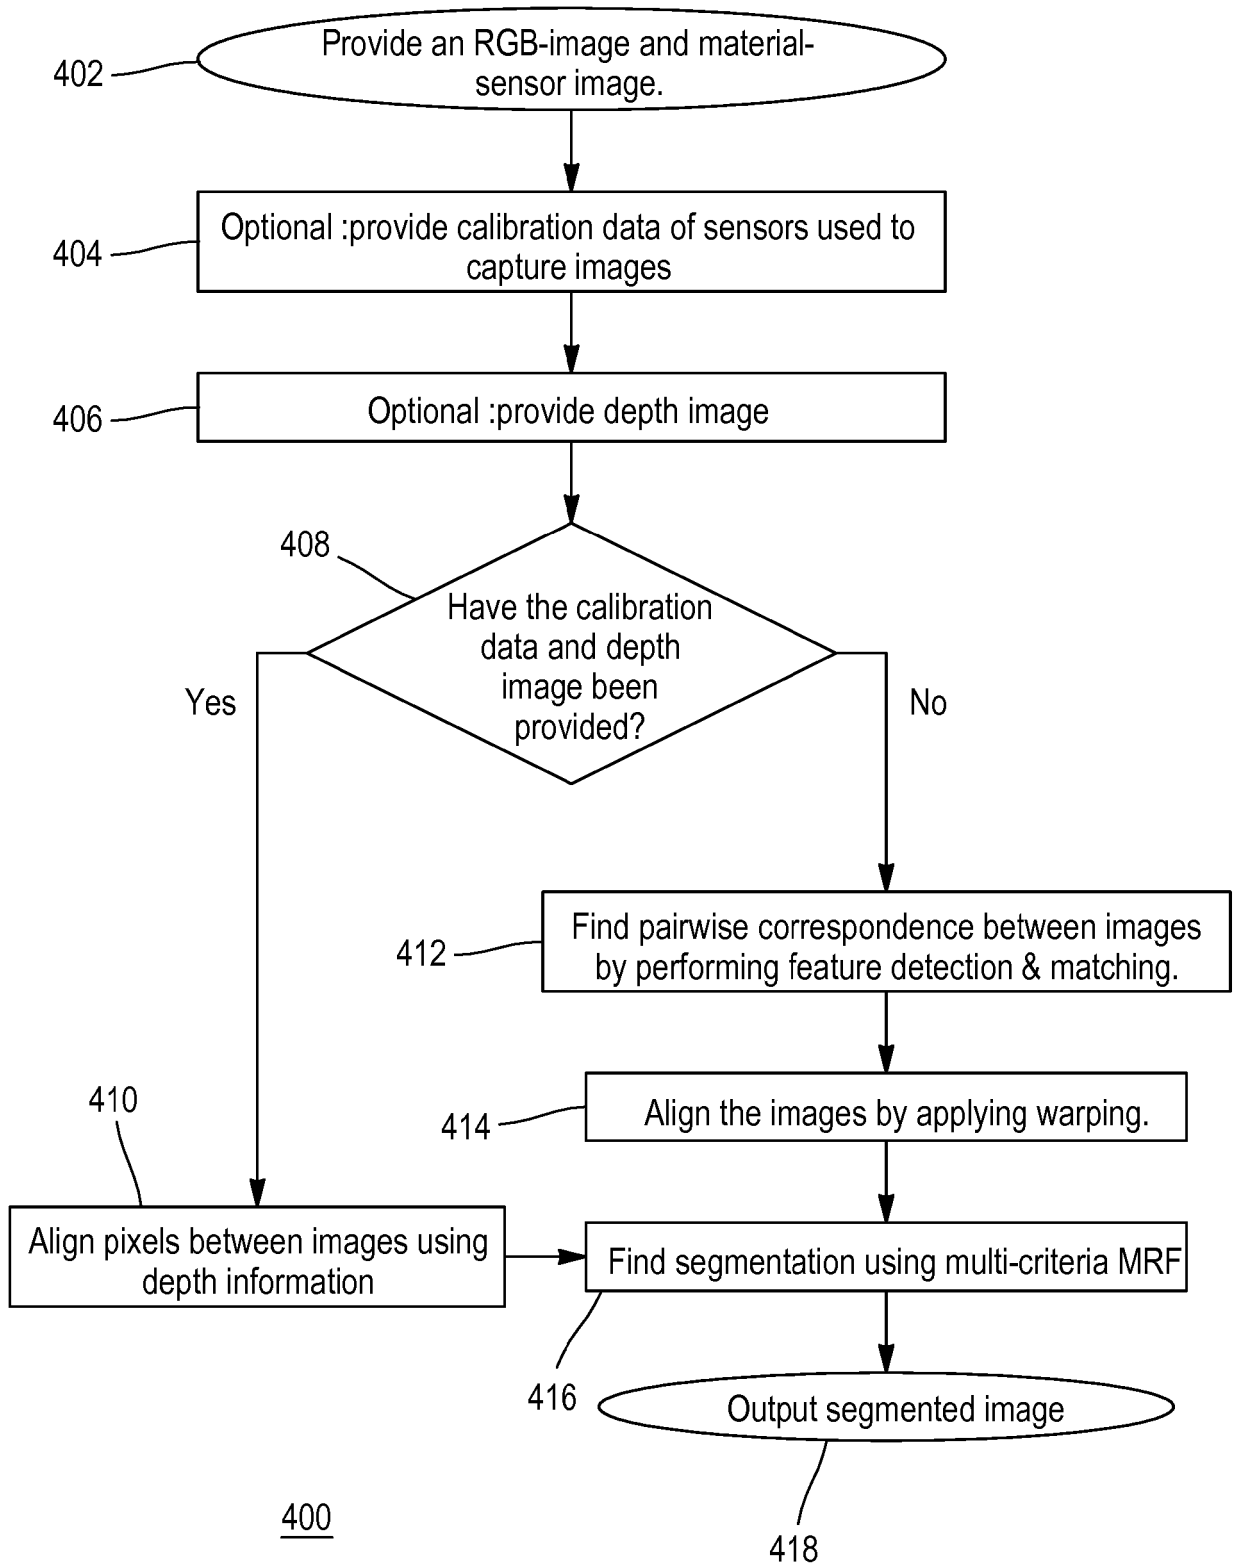 Provide an RGB-image and material-
sensor image.
402
Optional :provide calibration data of sensors used to
capture images
404
Optional :provide depth image
406
408
Have the calibration
data and depth
image been
provided?
Yes
No
Find pairwise correspondence between images
by performing feature detection & matching.
412
410
Align the images by applying warping.
414
Align pixels between images using
depth information
Find segmentation using multi-criteria MRF
416
Output segmented image
418
400